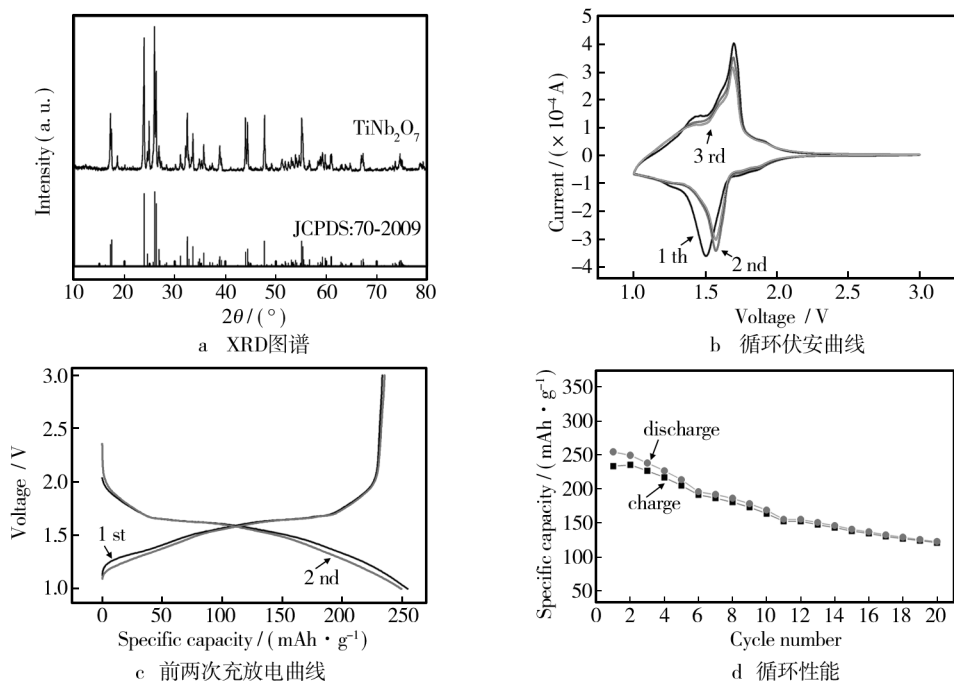 Intensity (a. u.)
TiNb₂O₇
JCPDS:70-2009
10 20 30 40 50 60 70 80
2θ / (°)
a XRD图谱
Current / (× 10⁻⁴ A)
5
4
3
2
1
0
−1
−2
−3
−4
3 rd
1 th
2 nd
1.0 1.5 2.0 2.5 3.0
Voltage / V
b 循环伏安曲线
Voltage / V
3.0
2.5
2.0
1.5
1.0
1 st
2 nd
0 50 100 150 200 250
Specific capacity / (mAh · g⁻¹)
c 前两次充放电曲线
Specific capacity / (mAh · g⁻¹)
350
300
250
200
150
100
50
discharge
charge
0 2 4 6 8 10 12 14 16 18 20
Cycle number
d 循环性能